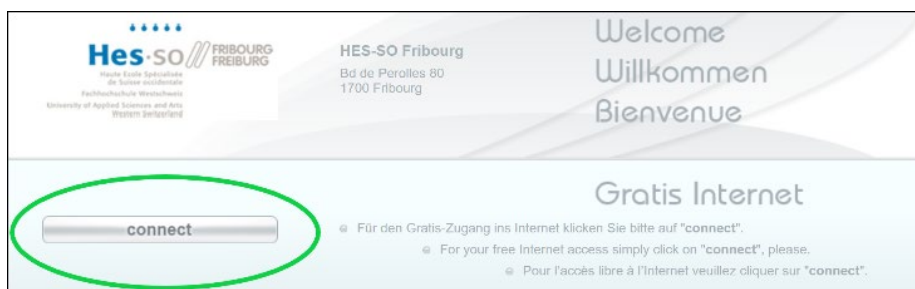 Hes·so FRIBOURG
FREIBURG
Haute Ecole Spécialisée
de Suisse occidentale
Fachhochschule Westschweiz
University of Applied Sciences and Arts
Western Switzerland
HES-SO Fribourg
Bd de Perolles 80
1700 Fribourg
Welcome
Willkommen
Bienvenue
Gratis Internet
connect
Für den Gratis-Zugang ins Internet klicken Sie bitte auf "connect".
For your free Internet access simply click on "connect", please.
Pour l'accès libre à l'Internet veuillez cliquer sur "connect".